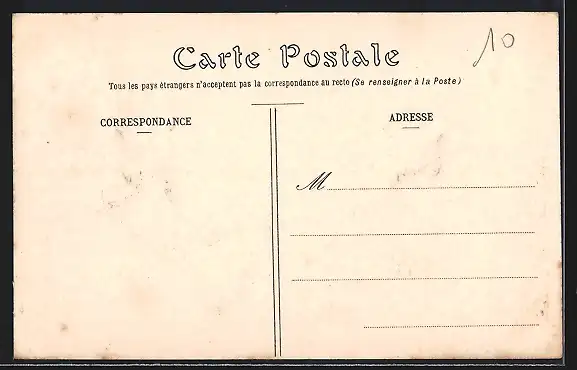 10
Carte Postale
Tous les pays étrangers n'acceptent pas la correspondance au recto (Se renseigner à la Poste)
CORRESPONDANCE
ADRESSE
M